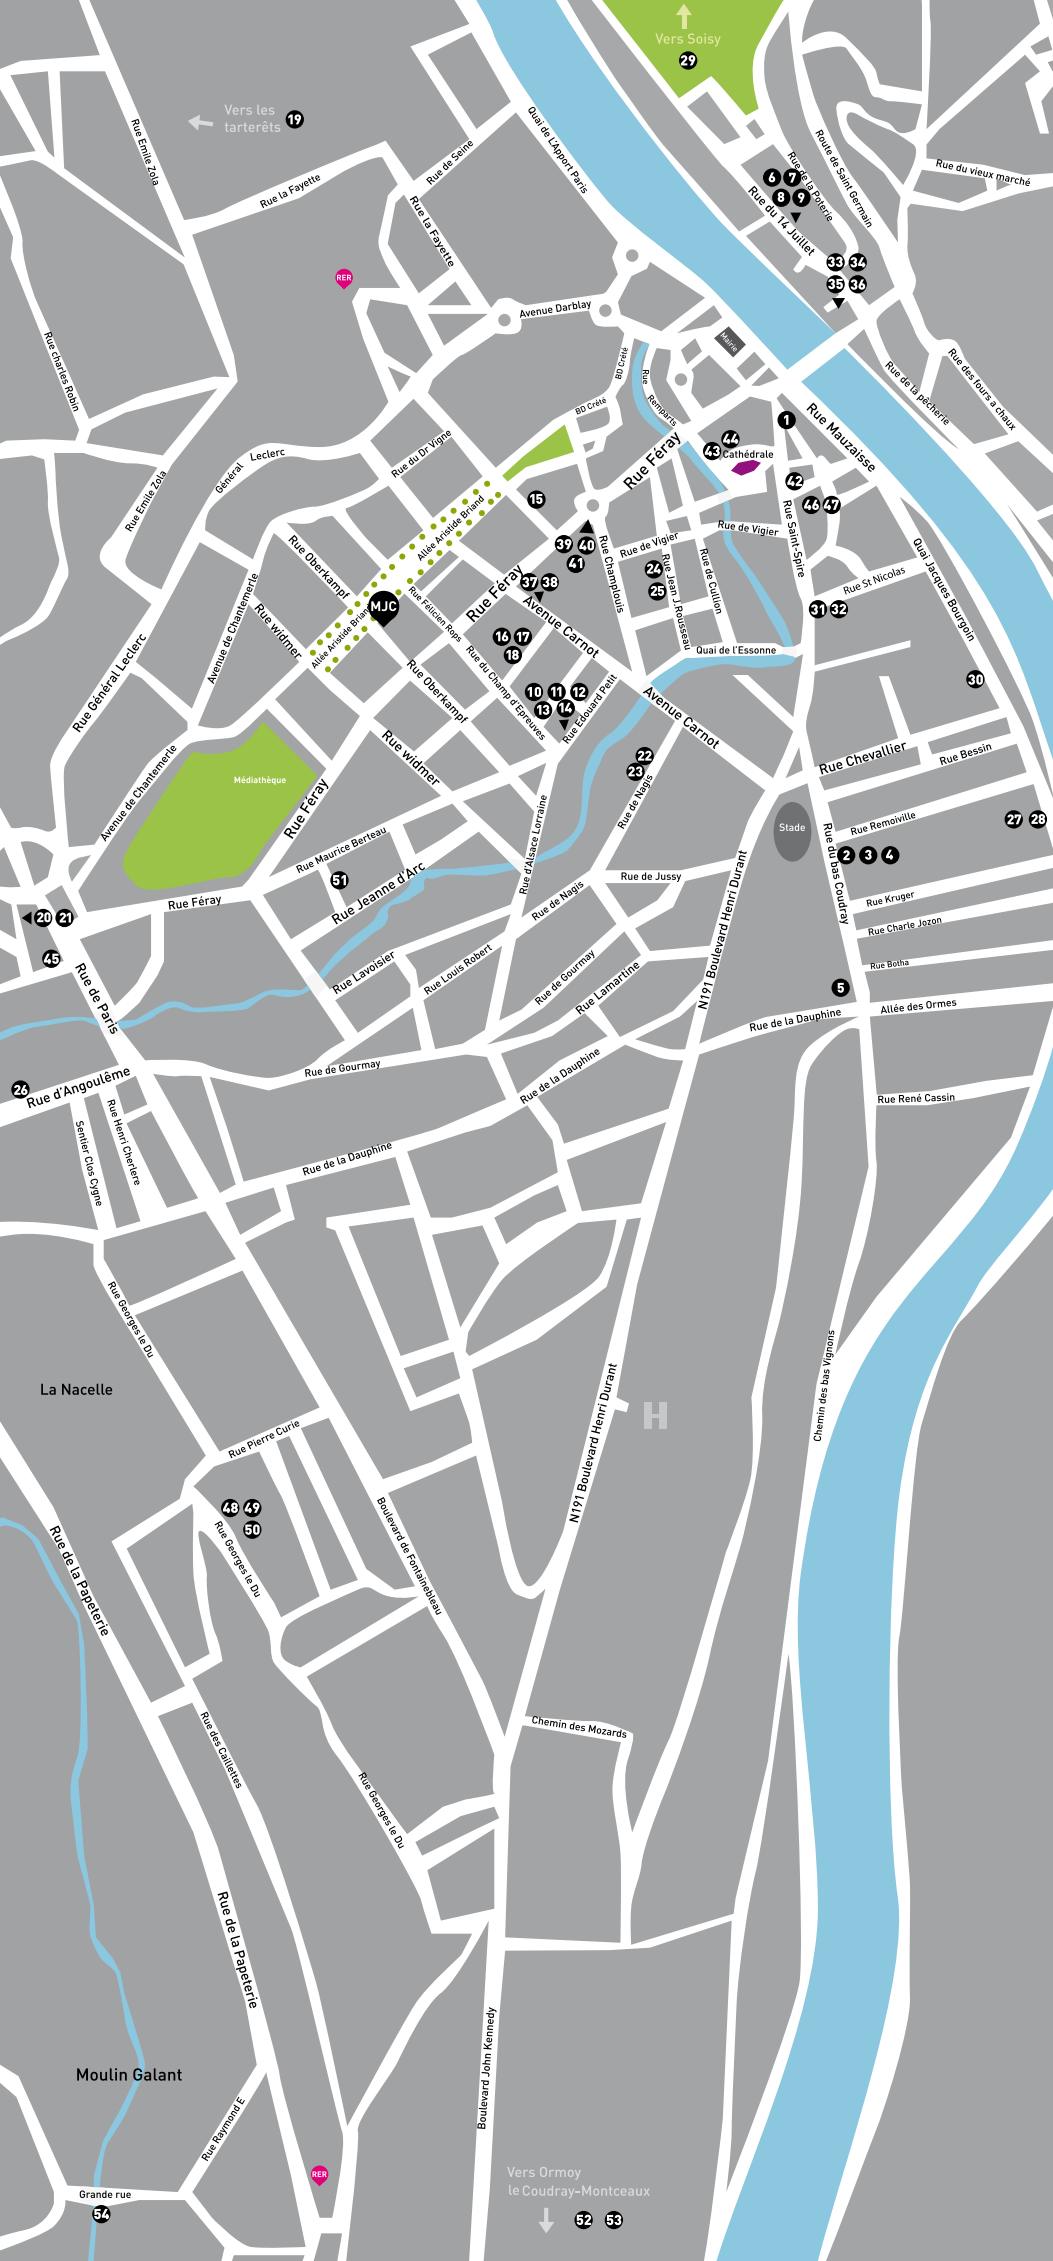 Vers Soisy
29
Vers les
tarterêts
19
Rue Emile Zola
Quai de L'Apport Paris
Rue de Seine
Route de Saint Germain
Rue du vieux marché
Rue la Fayette
Rue de la Poterie
6 7
8 9
Rue du 14 Juillet
Rue la Fayette
33 34
35 36
RER
Avenue Darblay
Mairie
Rue charles Robin
BD Crété
Rue Remparts
Rue de la pêcherie
Rue des fours a chaux
BD Crété
Rue Mauzaisse
1
44
43
Cathédrale
Rue Féray
Rue du Dr Vigne
Général Leclerc
Rue Emile Zola
42
15
46 47
Allée Aristide Briand
Rue Saint-Spire
Rue de Vigier
Rue de Vigier
39 40
41
Rue Champlouis
Rue Jean J.Rousseau
Rue de Cullion
24
25
Quai Jacques Bourgoin
Rue St Nicolas
Rue Oberkampf
Rue Féray
37 38
Avenue Carnot
MJC
Rue Félicien Rops
31 32
Rue widmer
Avenue de Chantemerle
Allée Aristide Briand
16 17
18
Quai de l'Essonne
Rue du Champ d'Epreuves
Rue Général Leclerc
Rue Oberkampf
10 11 12
13 14
Rue Edouard Petit
30
Avenue Carnot
Rue widmer
22
23
Rue de Nagis
Rue Chevallier
Rue Bessin
Médiathèque
Avenue de Chantemerle
Rue Féray
Rue d'Alsace Lorraine
Stade
Rue Remoiville
27 28
Rue du bas Coudray
2 3 4
Rue Maurice Berteau
51
Rue Jeanne d'Arc
Rue de Jussy
Rue de Nagis
N191 Boulevard Henri Durant
Rue Kruger
Rue Féray
20 21
Rue Charle Jozon
45
Rue de Paris
Rue Lavoisier
Rue Louis Robert
Rue de Gourmay
Rue Lamartine
Rue Botha
5
Rue de la Dauphine
Allée des Ormes
26
Rue d'Angoulême
Rue de Gourmay
Rue de la Dauphine
Rue René Cassin
Sentier Clos Cygne
Rue Henri Cherlere
Rue de la Dauphine
Rue Georges le Du
La Nacelle
Chemin des bas Vignons
N191 Boulevard Henri Durant
H
Rue Pierre Curie
48 49
50
Rue Georges le Du
Boulevard de Fontainebleau
Rue de la Papeterie
Rue des Caillettes
Chemin des Mozards
Rue Georges le Du
Rue de la Papeterie
Boulevard John Kennedy
Moulin Galant
Rue Raymond E
RER
Grande rue
54
Vers Ormoy
le Coudray-Montceaux
52 53